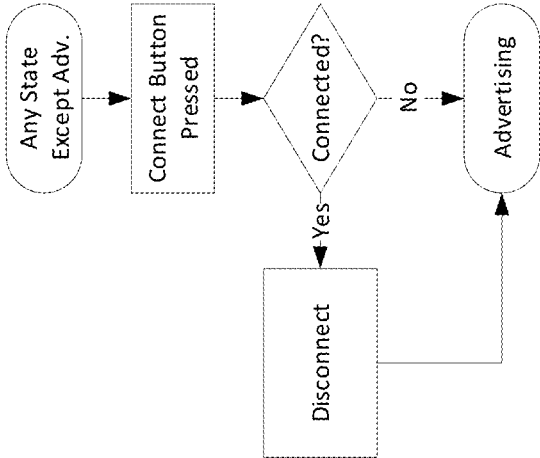 Any State
Except Adv.
Connect Button
Pressed
Connected?
No
Yes
Advertising
Disconnect